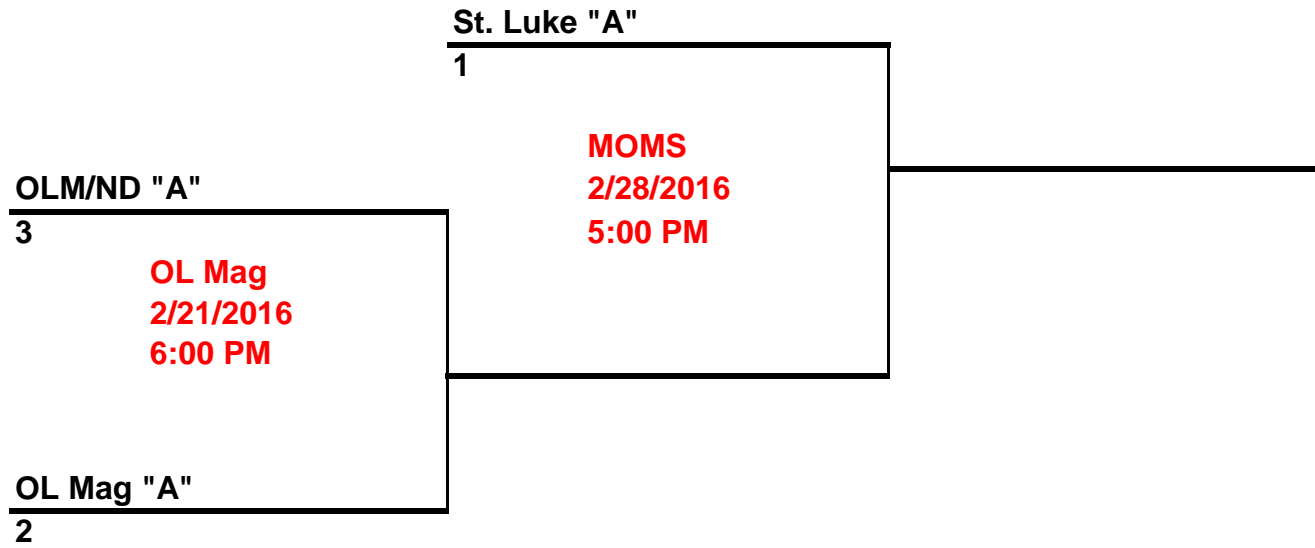 St. Luke "A"
1
MOMS
2/28/2016
5:00 PM
OLM/ND "A"
3
OL Mag
2/21/2016
6:00 PM
OL Mag "A"
2